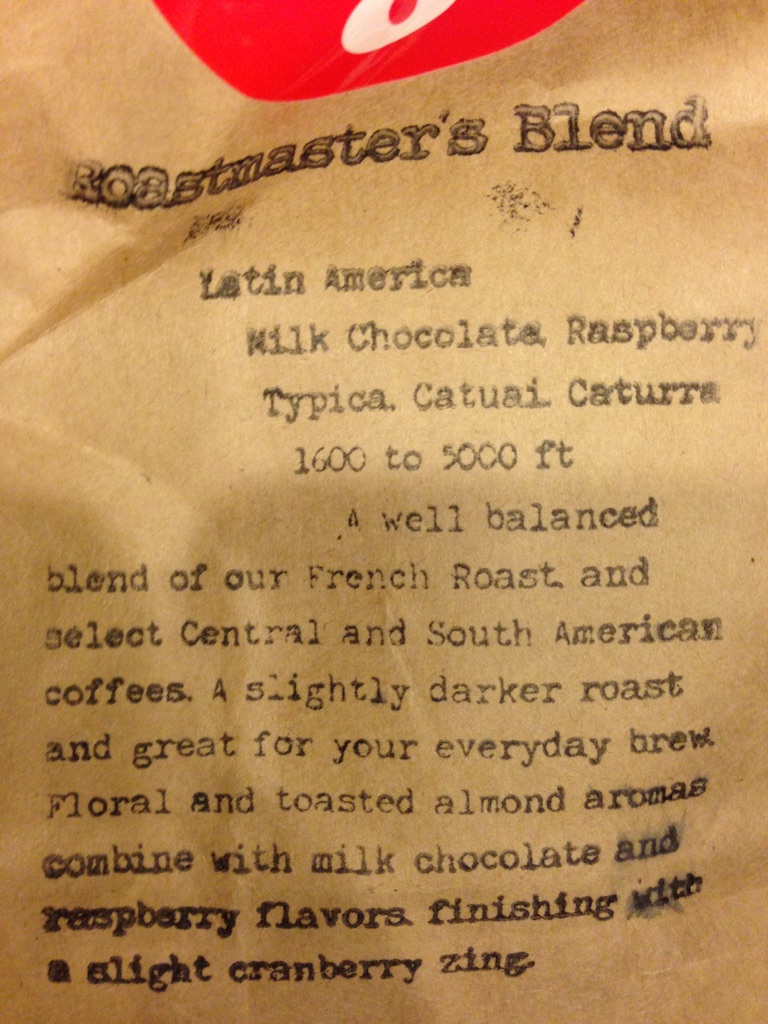 Roastmaster's Blend
Latin America
Milk Chocolate, Raspberry
Typica, Catuai, Caturra
1600 to 5000 ft
A well balanced
blend of our French Roast and
select Central and South American
coffees. A slightly darker roast
and great for your everyday brew.
Floral and toasted almond aromas
combine with milk chocolate and
raspberry flavors finishing with
a slight cranberry zing.